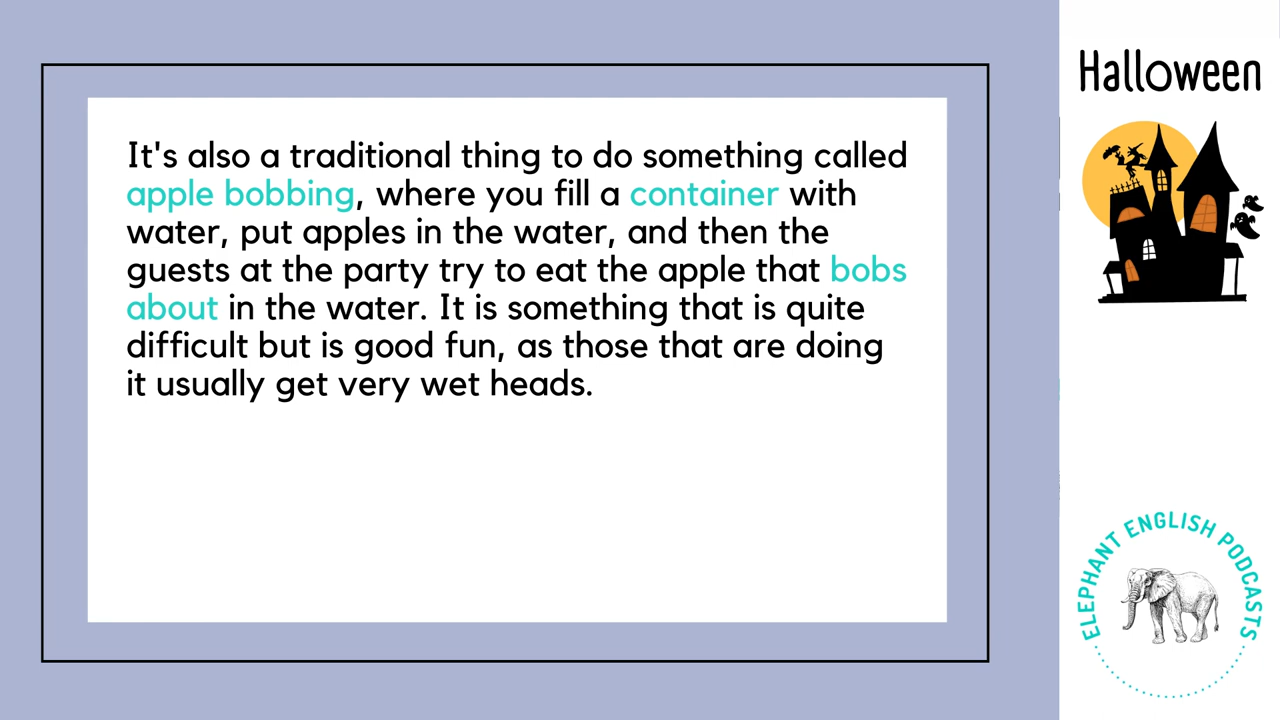 It's also a traditional thing to do something called
apple bobbing, where you fill a container with
water, put apples in the water, and then the
guests at the party try to eat the apple that bobs
about in the water. It is something that is quite
difficult but is good fun, as those that are doing
it usually get very wet heads.
Halloween
ELEPHANT ENGLISH PODCASTS